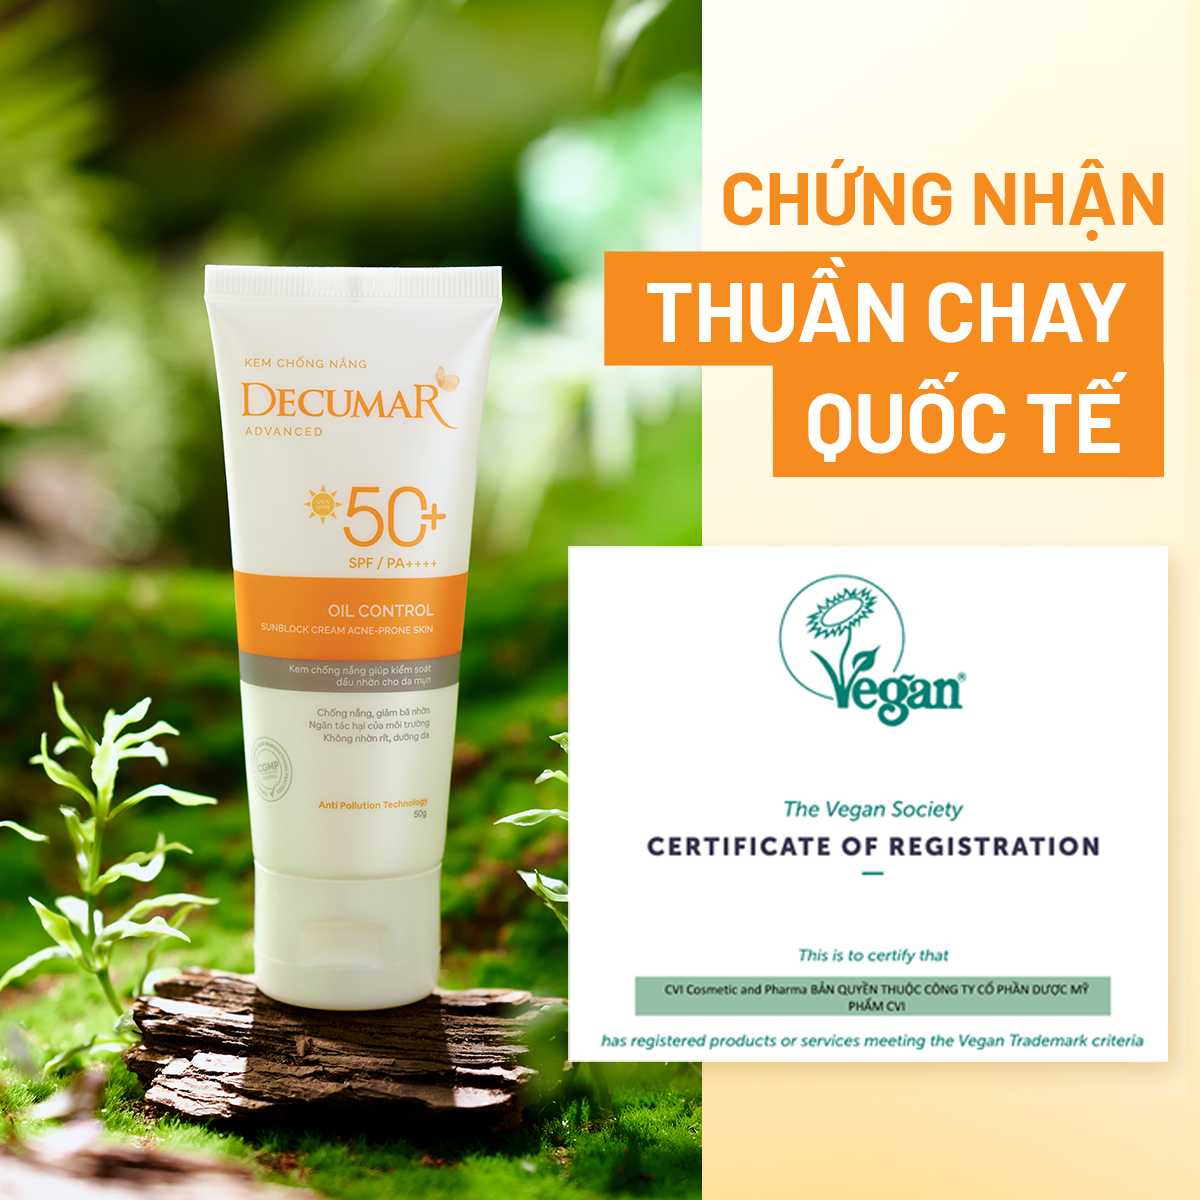 CHỨNG NHẬN
THUẦN CHAY
QUỐC TẾ
KEM CHỐNG NẮNG
DECUMAR
ADVANCED
UVA
UVB
50+
SPF / PA++++
OIL CONTROL
SUNBLOCK CREAM ACNE-PRONE SKIN
Kem chống nắng giúp kiểm soát
dầu nhờn cho da mụn
Chống nắng, giảm bã nhờn
Ngăn tác hại của môi trường
Không nhờn rít, dưỡng da
CGMP
Anti Pollution Technology
50g
Vegan®
The Vegan Society
CERTIFICATE OF REGISTRATION
This is to certify that
CVI Cosmetic and Pharma BẢN QUYỀN THUỘC CÔNG TY CỔ PHẦN DƯỢC MỸ
PHẨM CVI
has registered products or services meeting the Vegan Trademark criteria